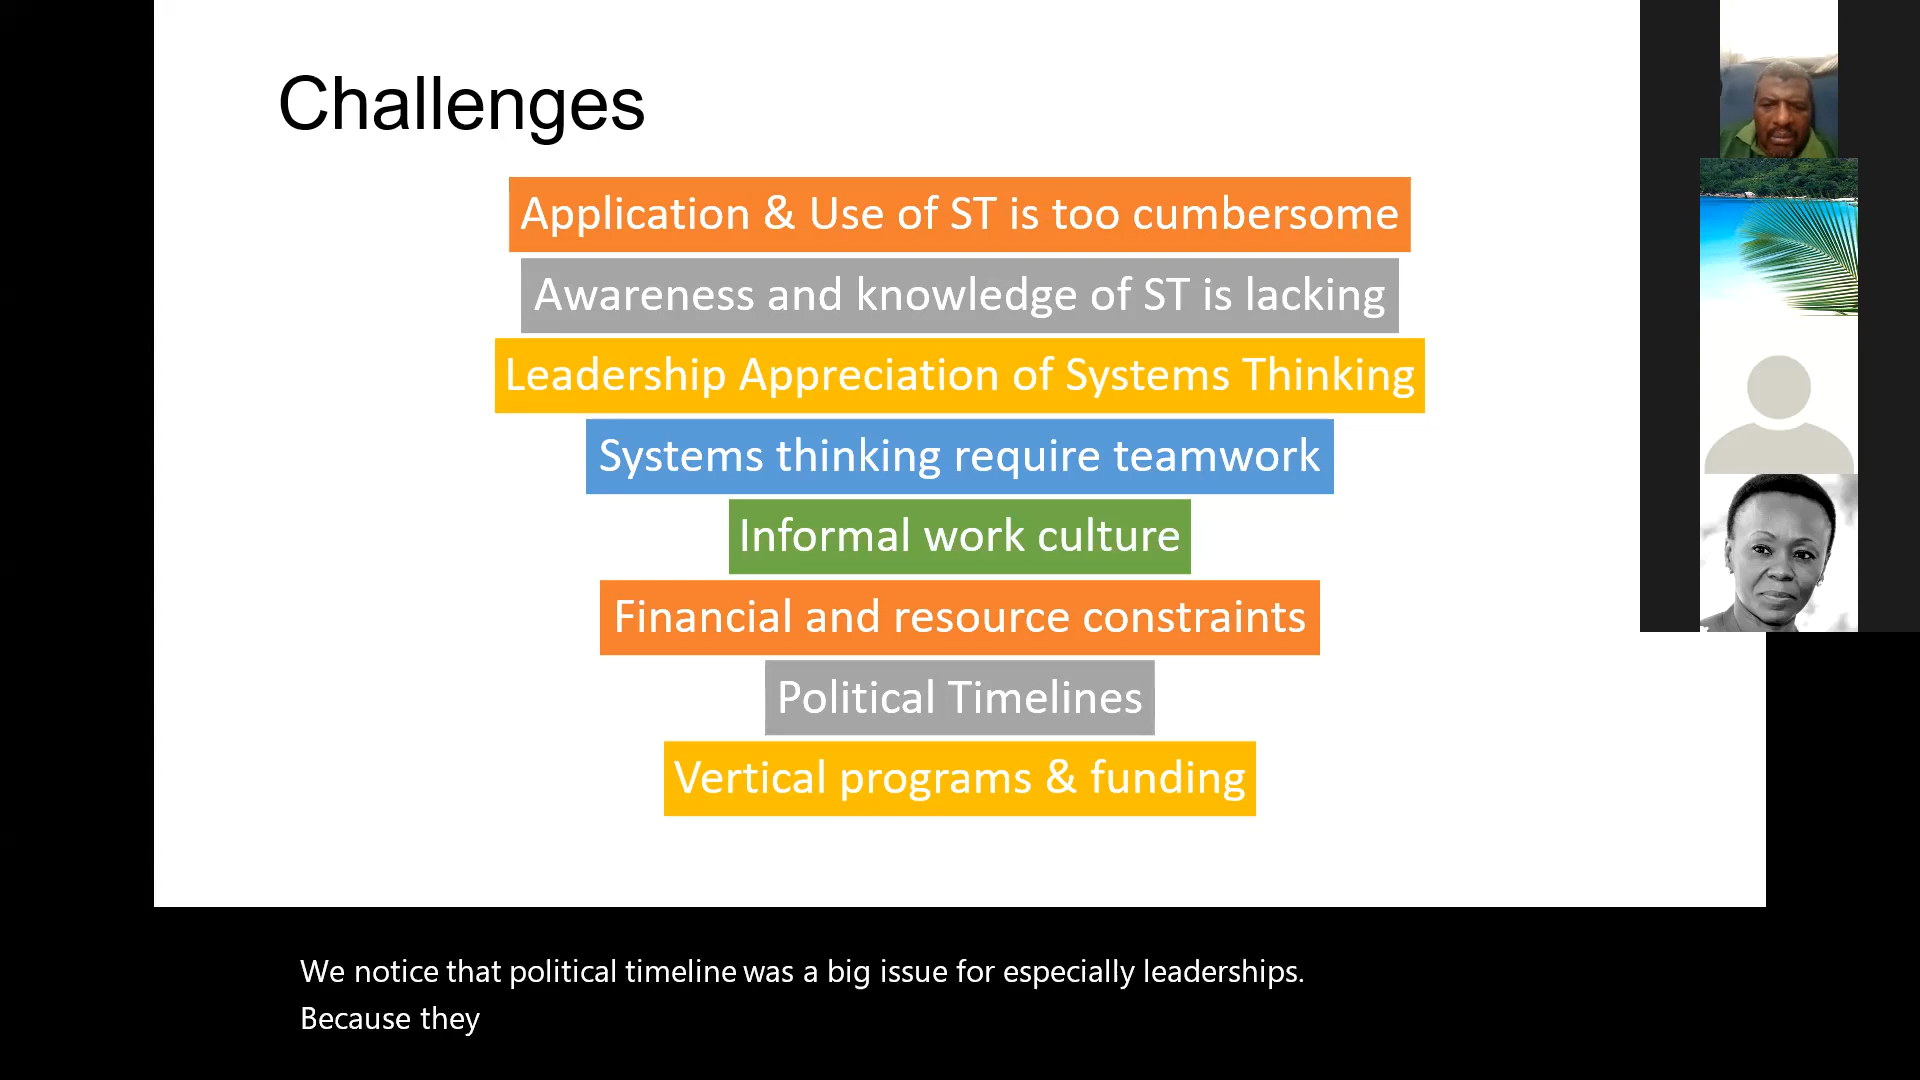 Challenges
Application & Use of ST is too cumbersome
Awareness and knowledge of ST is lacking
Leadership Appreciation of Systems Thinking
Systems thinking require teamwork
Informal work culture
Financial and resource constraints
Political Timelines
Vertical programs & funding
We notice that political timeline was a big issue for especially leaderships.
Because they